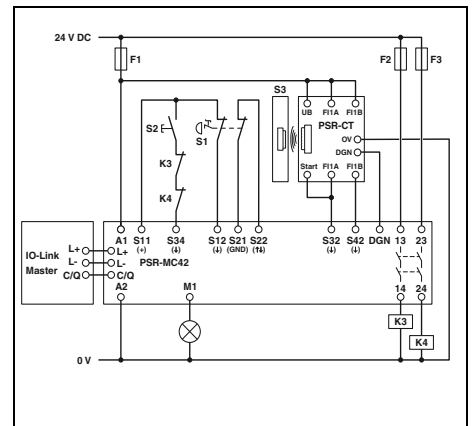 24 V DC
F1
F2
F3
S3
UB FI1A FI1B
PSR-CT
S2
S1
0V
DGN
K3
Start FI1A FI1B
K4
A1 S11 S34 S12 S21 S22 S32 S42 DGN 13 23
(+) (↓) (↓) (GND) (↑↓) (↓) (↓)
IO-Link
Master
L+ L+
L- L-
C/Q C/Q
PSR-MC42
A2 M1 14 24
K3
K4
0 V